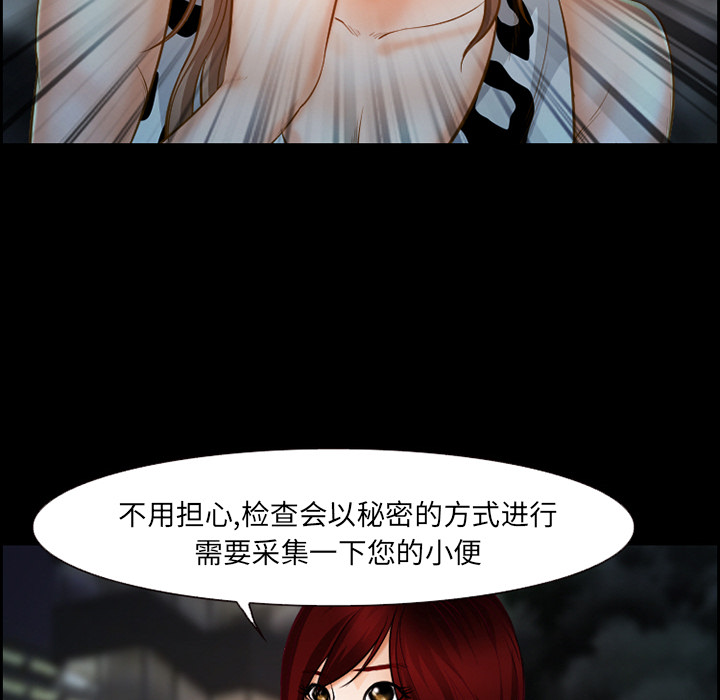 不用担心,检查会以秘密的方式进行
需要采集一下您的小便